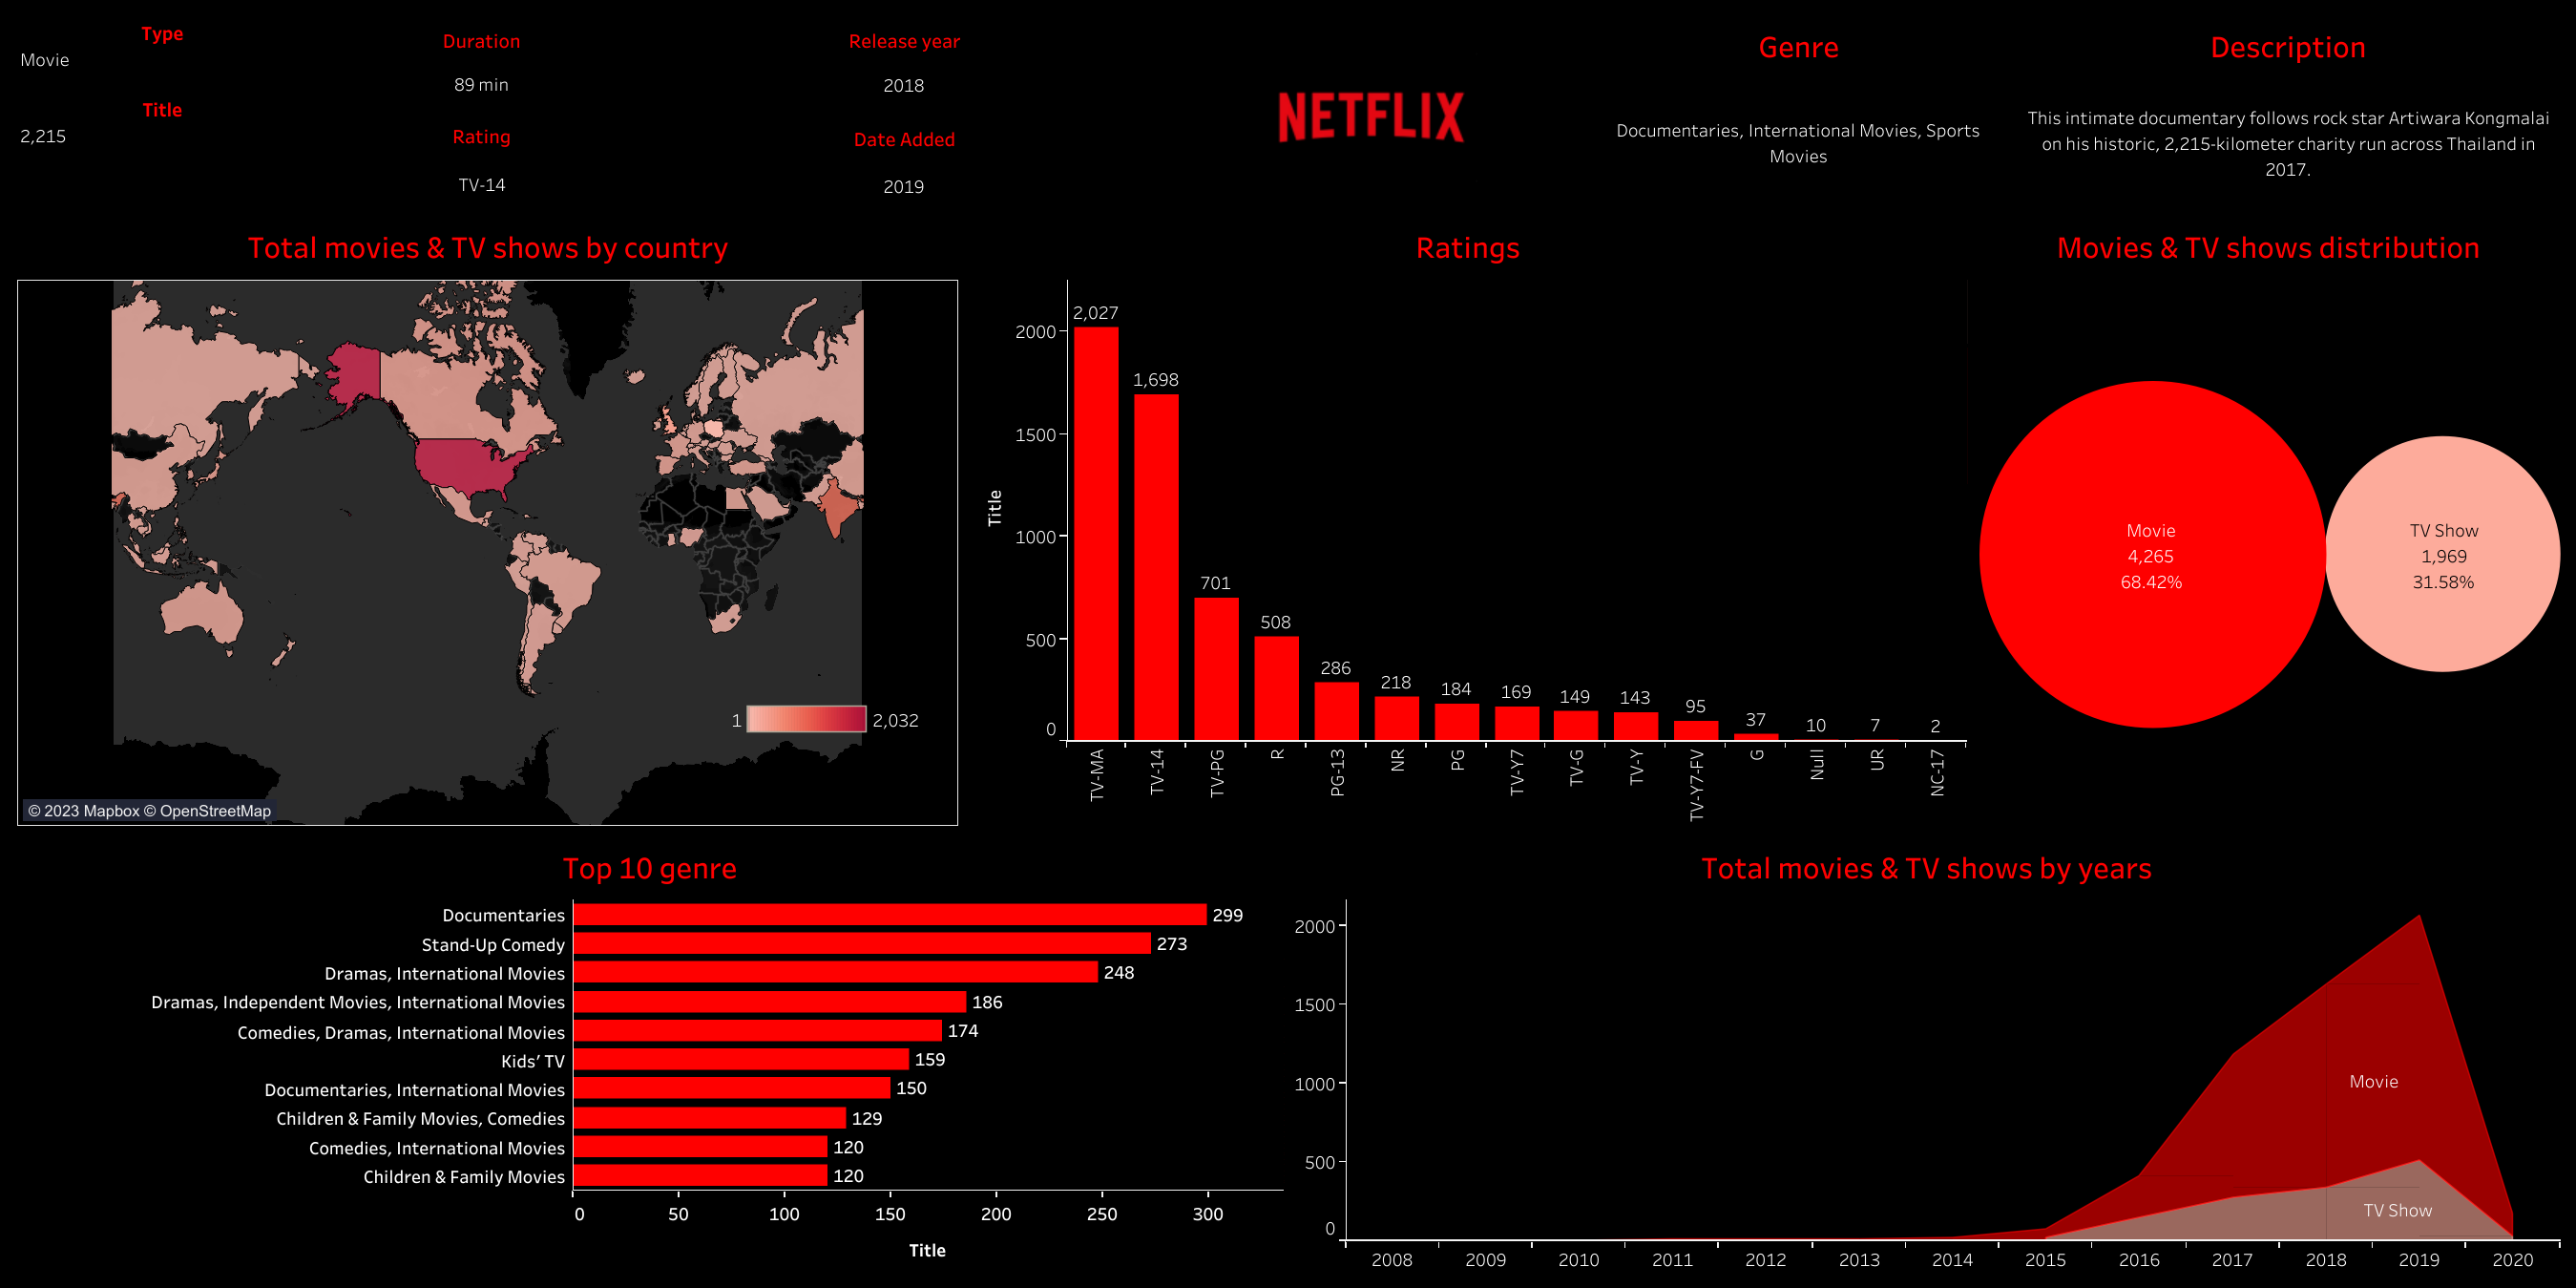 Type
Movie
Title
2,215
Duration
89 min
Rating
TV-14
Release year
2018
Date Added
2019
NETFLIX
Genre
Documentaries, International Movies, Sports
Movies
Description
This intimate documentary follows rock star Artiwara Kongmalai
on his historic, 2,215-kilometer charity run across Thailand in
2017.
Total movies & TV shows by country
1
2,032
© 2023 Mapbox © OpenStreetMap
Ratings
Title
2000
1500
1000
500
0
2,027
1,698
701
508
286
218
184
169
149
143
95
37
10
7
2
TV-MA
TV-14
TV-PG
R
PG-13
NR
PG
TV-Y7
TV-G
TV-Y
TV-Y7-FV
G
Null
UR
NC-17
Movies & TV shows distribution
Movie
4,265
68.42%
TV Show
1,969
31.58%
Top 10 genre
Documentaries 299
Stand-Up Comedy 273
Dramas, International Movies 248
Dramas, Independent Movies, International Movies 186
Comedies, Dramas, International Movies 174
Kids' TV 159
Documentaries, International Movies 150
Children & Family Movies, Comedies 129
Comedies, International Movies 120
Children & Family Movies 120
0 50 100 150 200 250 300
Title
Total movies & TV shows by years
2000
1500
1000
500
0
Movie
TV Show
2008 2009 2010 2011 2012 2013 2014 2015 2016 2017 2018 2019 2020